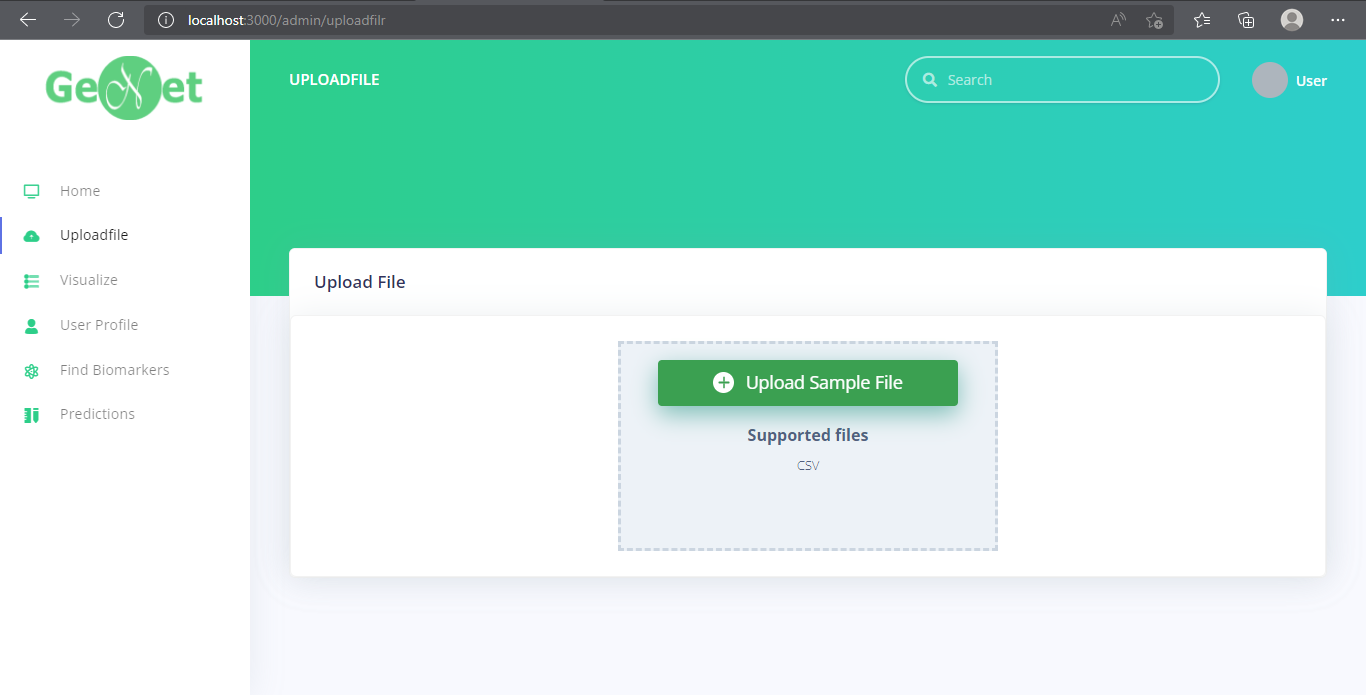 localhost:3000/admin/uploadfilr
GeNet
UPLOADFILE
Search
User
Home
Uploadfile
Visualize
User Profile
Find Biomarkers
Predictions
Upload File
Upload Sample File
Supported files
CSV